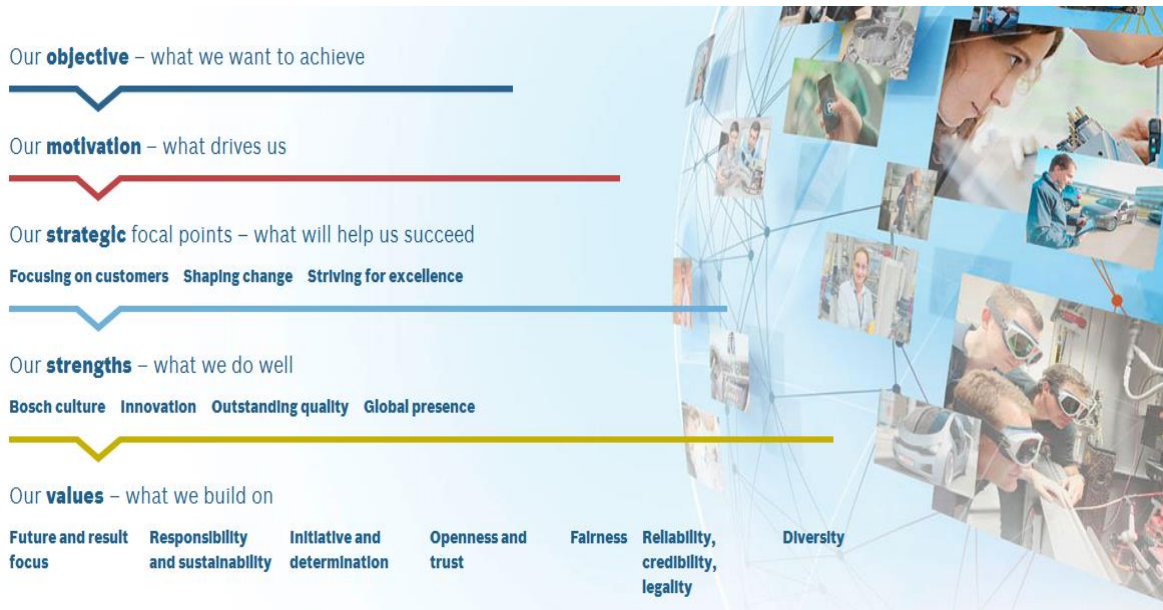 Our objective – what we want to achieve
Our motivation – what drives us
Our strategic focal points – what will help us succeed
Focusing on customers Shaping change Striving for excellence
Our strengths – what we do well
Bosch culture Innovation Outstanding quality Global presence
Our values – what we build on
Future and result focus
Responsibility and sustainability
Initiative and determination
Openness and trust
Fairness
Reliability, credibility, legality
Diversity